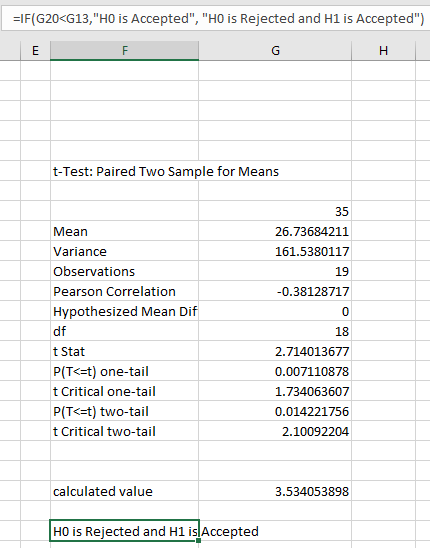 =IF(G20<G13,"H0 is Accepted", "H0 is Rejected and H1 is Accepted")
E F G H
t-Test: Paired Two Sample for Means
35
Mean 26.73684211
Variance 161.5380117
Observations 19
Pearson Correlation -0.38128717
Hypothesized Mean Dif 0
df 18
t Stat 2.714013677
P(T<=t) one-tail 0.007110878
t Critical one-tail 1.734063607
P(T<=t) two-tail 0.014221756
t Critical two-tail 2.10092204
calculated value 3.534053898
H0 is Rejected and H1 is Accepted